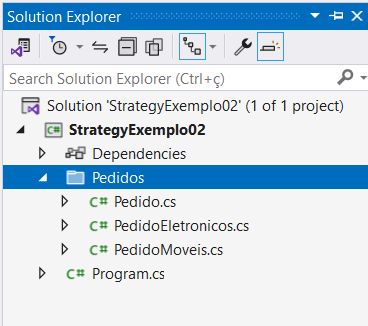 Solution Explorer
Search Solution Explorer (Ctrl+ç)
Solution 'StrategyExemplo02' (1 of 1 project)
C# StrategyExemplo02
Dependencies
Pedidos
C# Pedido.cs
C# PedidoEletronicos.cs
C# PedidoMoveis.cs
C# Program.cs